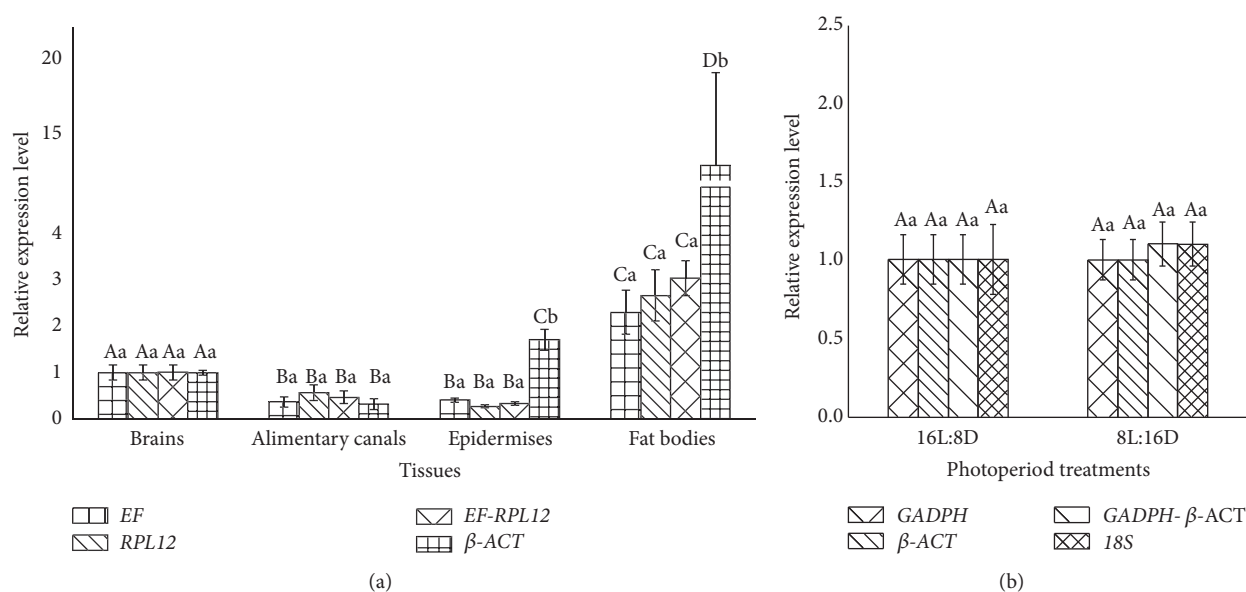 Relative expression level
20
15
4
3
2
1
0
Aa Aa Aa Aa
Ba Ba Ba Ba
Ba Ba Ba Cb
Ca Ca Ca Db
Brains Alimentary canals Epidermises Fat bodies
Tissues
EF
RPL12
EF-RPL12
β-ACT
(a)
Relative expression level
2.5
2.0
1.5
1.0
0.5
0.0
Aa Aa Aa Aa
Aa Aa Aa Aa
16L:8D 8L:16D
Photoperiod treatments
GADPH
β-ACT
GADPH- β-ACT
18S
(b)